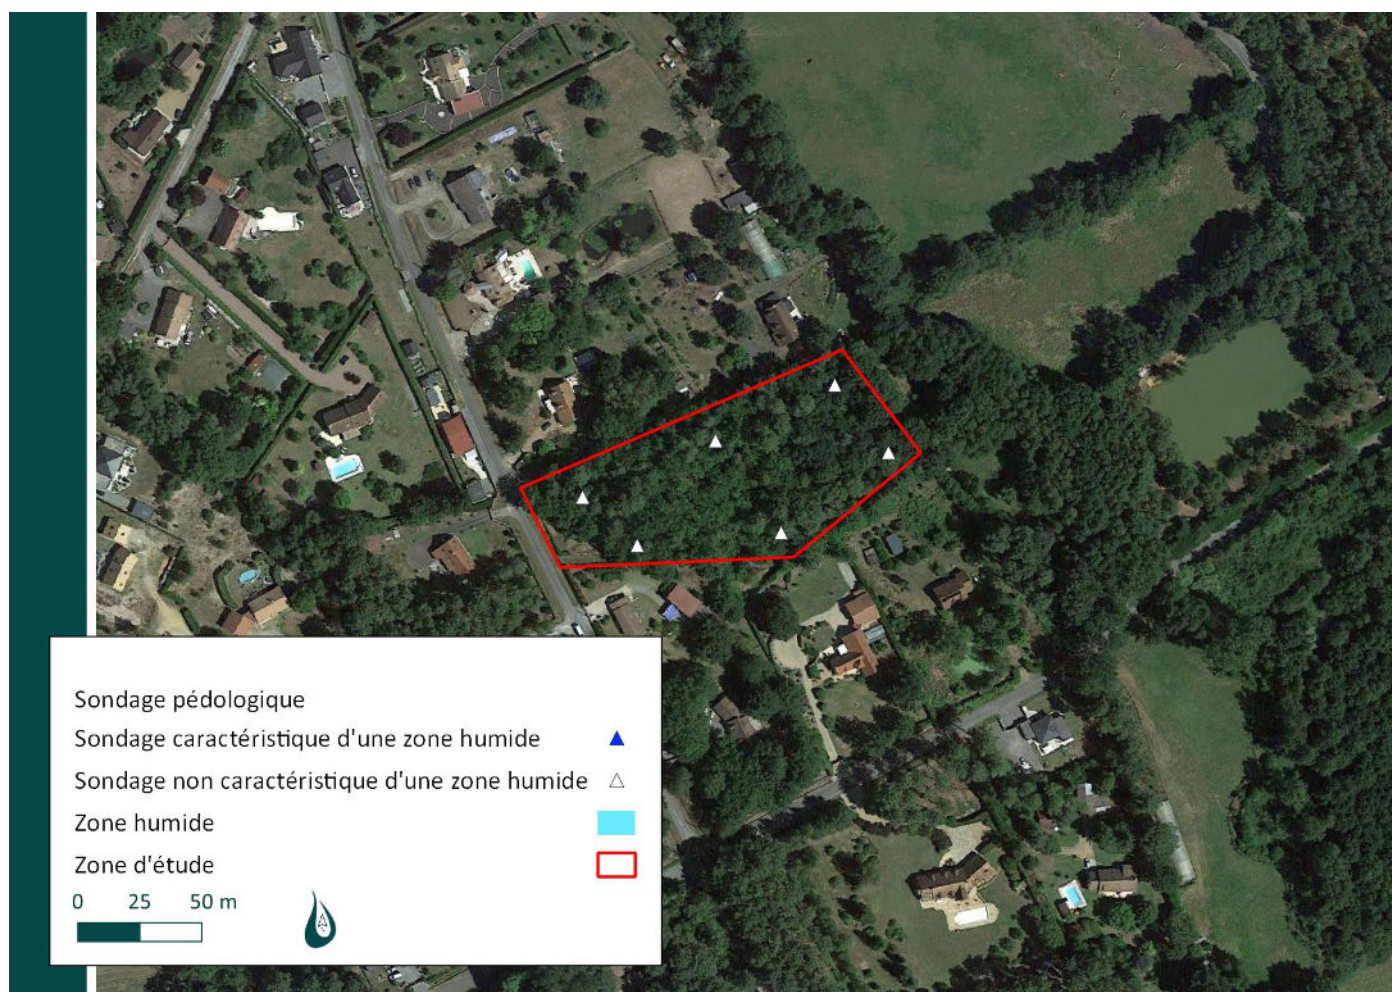 Sondage pédologique
Sondage caractéristique d'une zone humide
Sondage non caractéristique d'une zone humide
Zone humide
Zone d'étude
0 25 50 m